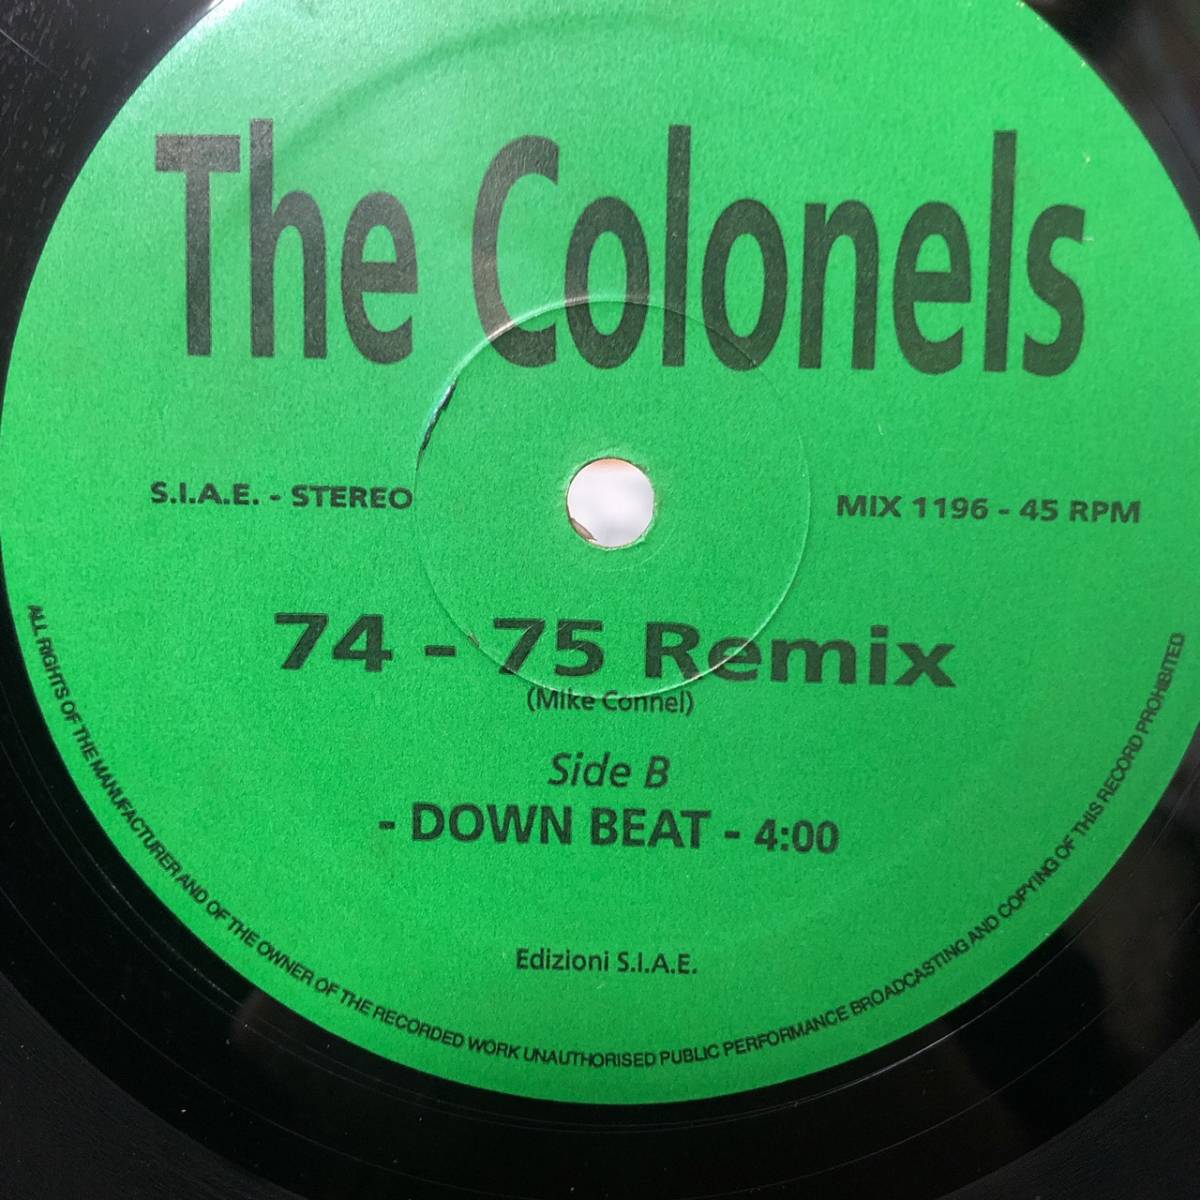 The Colonels
S.I.A.E. - STEREO
MIX 1196 - 45 RPM
74 - 75 Remix
(Mike Connel)
Side B
- DOWN BEAT - 4:00
Edizioni S.I.A.E.
ALL RIGHTS OF THE MANUFACTURER AND OF THE OWNER OF THE RECORDED WORK UNAUTHORISED PUBLIC PERFORMANCE BROADCASTING AND COPYING OF THIS RECORD PROHIBITED